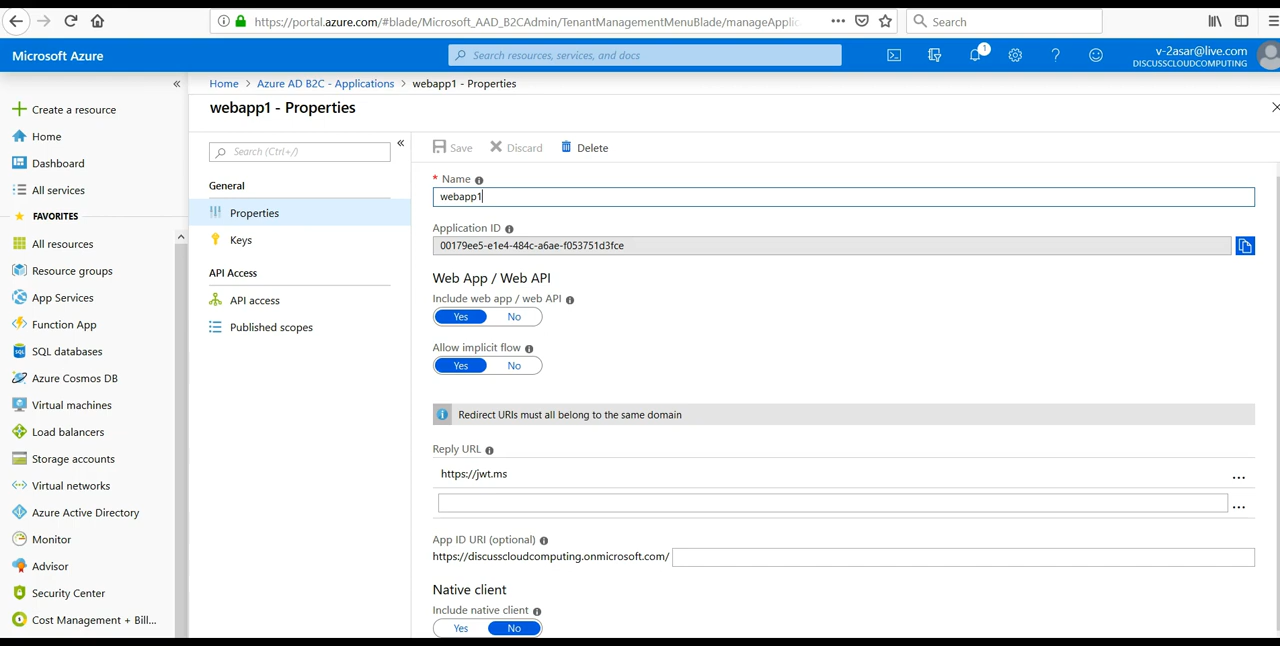 https://portal.azure.com/#blade/Microsoft_AAD_B2CAdmin/TenantManagementMenuBlade/manageApplic
Search
Microsoft Azure
Search resources, services, and docs
1
v-2asar@live.com
DISCUSSCLOUDCOMPUTING
Home > Azure AD B2C - Applications > webapp1 - Properties
webapp1 - Properties
Create a resource
Home
Dashboard
All services
FAVORITES
All resources
Resource groups
App Services
Function App
SQL databases
Azure Cosmos DB
Virtual machines
Load balancers
Storage accounts
Virtual networks
Azure Active Directory
Monitor
Advisor
Security Center
Cost Management + Bill...
Search (Ctrl+/)
General
Properties
Keys
API Access
API access
Published scopes
Save Discard Delete
* Name
webapp1
Application ID
00179ee5-e1e4-484c-a6ae-f053751d3fce
Web App / Web API
Include web app / web API
Yes No
Allow implicit flow
Yes No
Redirect URIs must all belong to the same domain
Reply URL
https://jwt.ms ...
...
App ID URI (optional)
https://discusscloudcomputing.onmicrosoft.com/
Native client
Include native client
Yes No